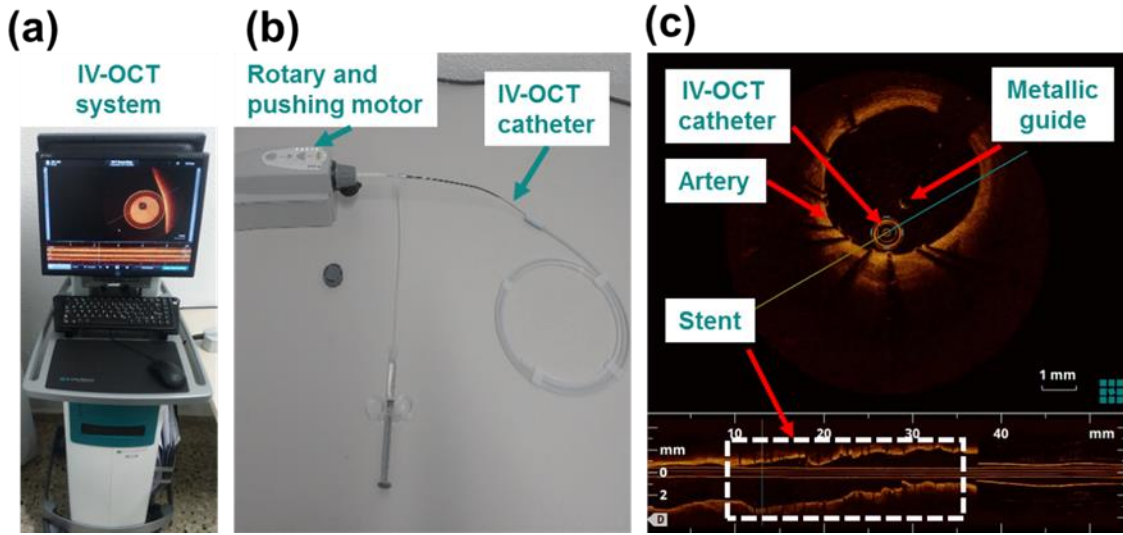 (a)
IV-OCT
system
(b)
Rotary and
pushing motor
IV-OCT
catheter
(c)
IV-OCT
catheter
Metallic
guide
Artery
Stent
1 mm
10 20 30 40 mm
mm
0
2
D